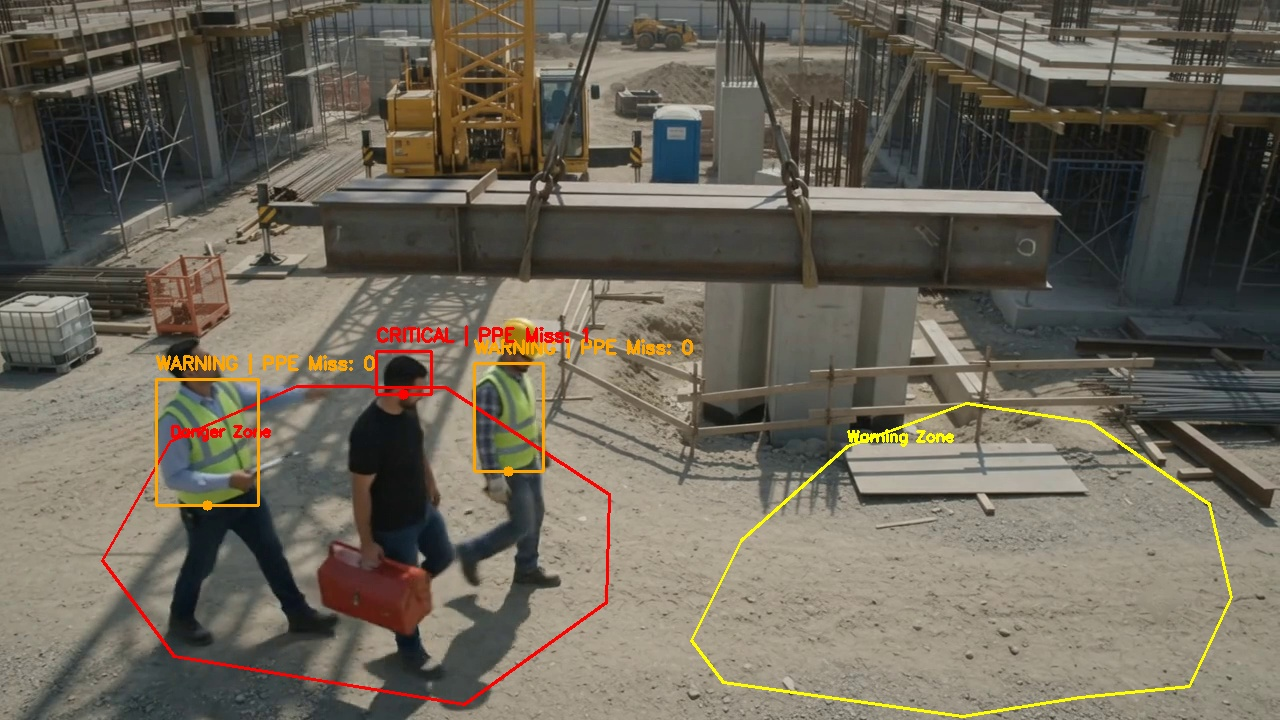 CRITICAL | PPE Miss: 1
WARNING | PPE Miss: 0
WARNING | PPE Miss: 0
Danger Zone
Warning Zone